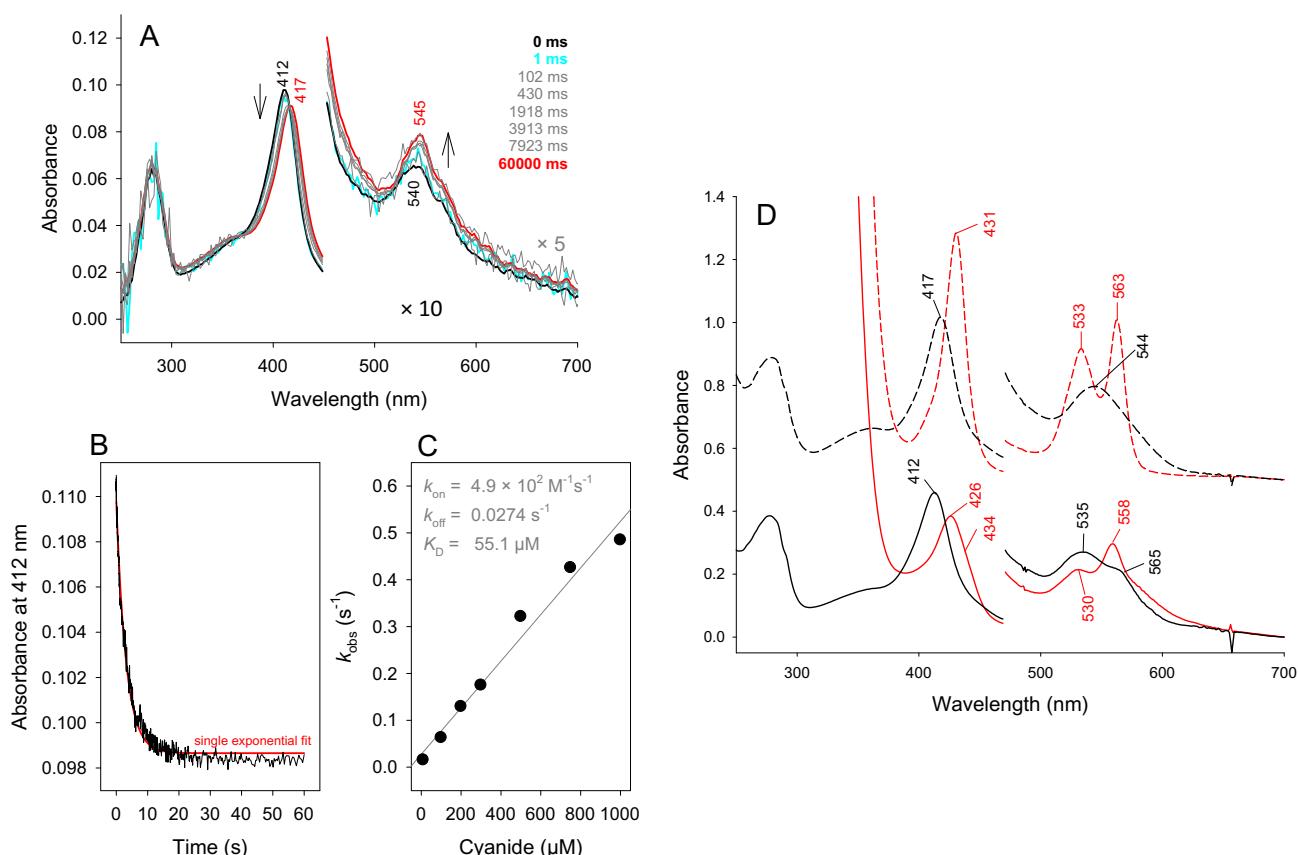 A
0 ms
1 ms
102 ms
430 ms
1918 ms
3913 ms
7923 ms
60000 ms
412
417
545
540
× 5
× 10
0.12
0.10
0.08
0.06
0.04
0.02
0.00
Absorbance
300
400
500
600
700
Wavelength (nm)
B
0.110
0.108
0.106
0.104
0.102
0.100
0.098
Absorbance at 412 nm
single exponential fit
0
10
20
30
40
50
60
Time (s)
C
k_on = 4.9 × 10² M⁻¹s⁻¹
k_off = 0.0274 s⁻¹
K_D = 55.1 µM
0.6
0.5
0.4
0.3
0.2
0.1
0.0
k_obs (s⁻¹)
0
200
400
600
800
1000
Cyanide (µM)
D
431
417
533
563
544
412
426
434
535
558
565
530
1.4
1.2
1.0
0.8
0.6
0.4
0.2
0.0
Absorbance
300
400
500
600
700
Wavelength (nm)